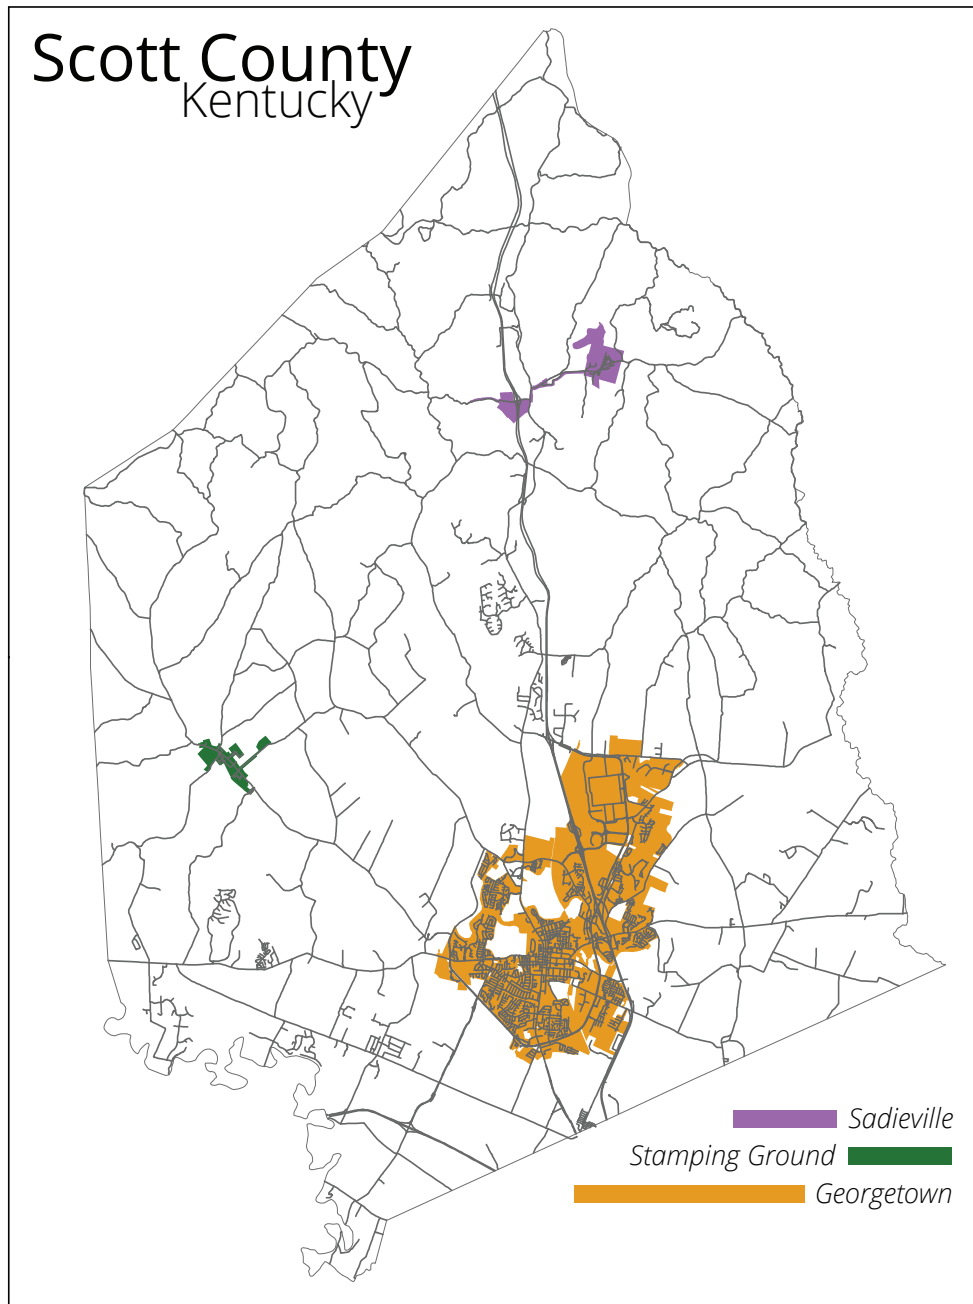 Scott County
Kentucky
Sadieville
Stamping Ground
Georgetown